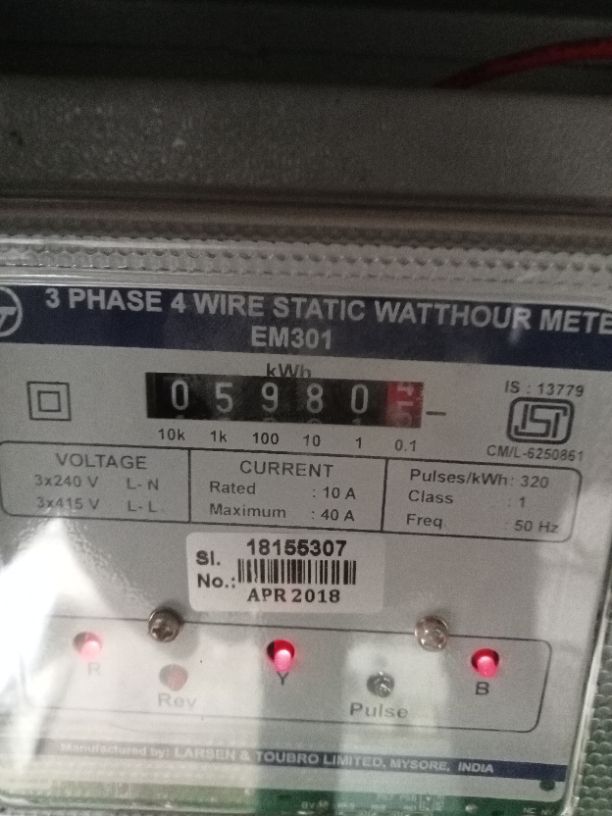 3 PHASE 4 WIRE STATIC WATTHOUR METE
EM301
kWh
0 5 9 8 0
10k 1k 100 10 1 0.1
IS : 13779
ISI
CM/L-6250861
VOLTAGE
3x240 V L- N
3x415 V L- L
CURRENT
Rated : 10 A
Maximum : 40 A
Pulses/kWh: 320
Class : 1
Freq : 50 Hz
Sl. No.: 18155307
APR 2018
R Y B
Rev Pulse
Manufactured by: LARSEN & TOUBRO LIMITED, MYSORE, INDIA